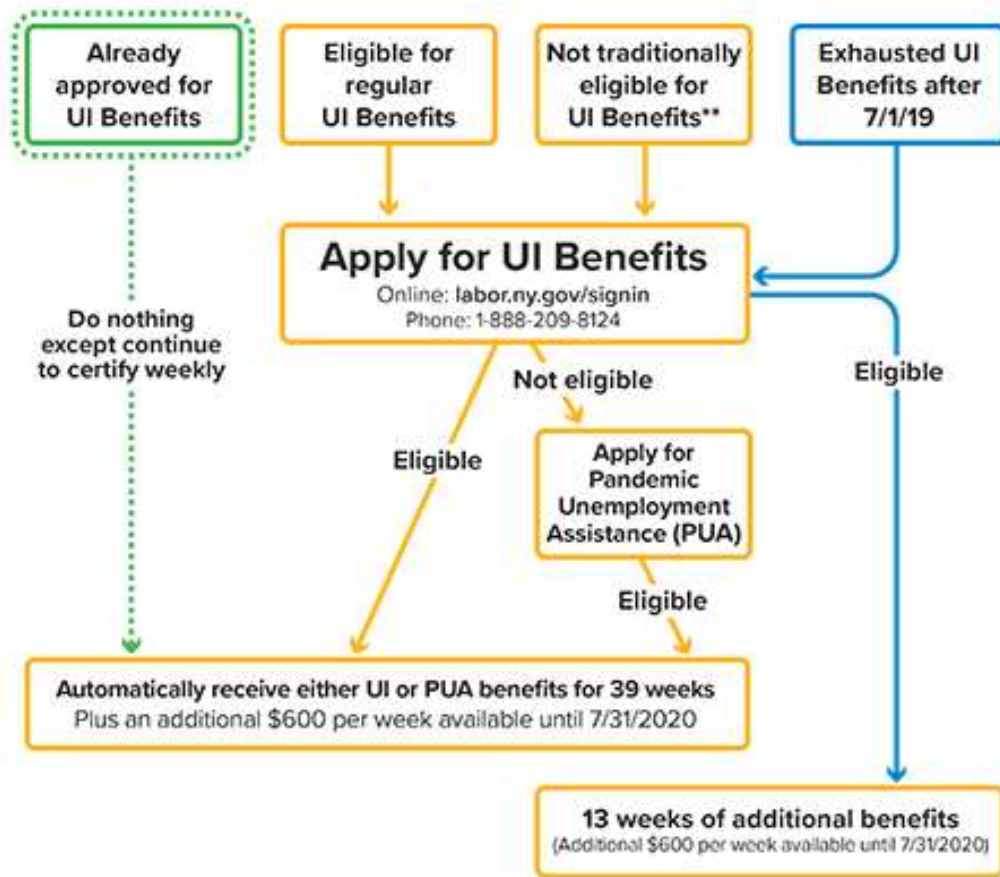 Already
approved for
UI Benefits
Eligible for
regular
UI Benefits
Not traditionally
eligible for
UI Benefits**
Exhausted UI
Benefits after
7/1/19
Apply for UI Benefits
Online: labor.ny.gov/signin
Phone: 1-888-209-8124
Do nothing
except continue
to certify weekly
Not eligible
Eligible
Eligible
Apply for
Pandemic
Unemployment
Assistance (PUA)
Eligible
Automatically receive either UI or PUA benefits for 39 weeks
Plus an additional $600 per week available until 7/31/2020
13 weeks of additional benefits
(Additional $600 per week available until 7/31/2020)